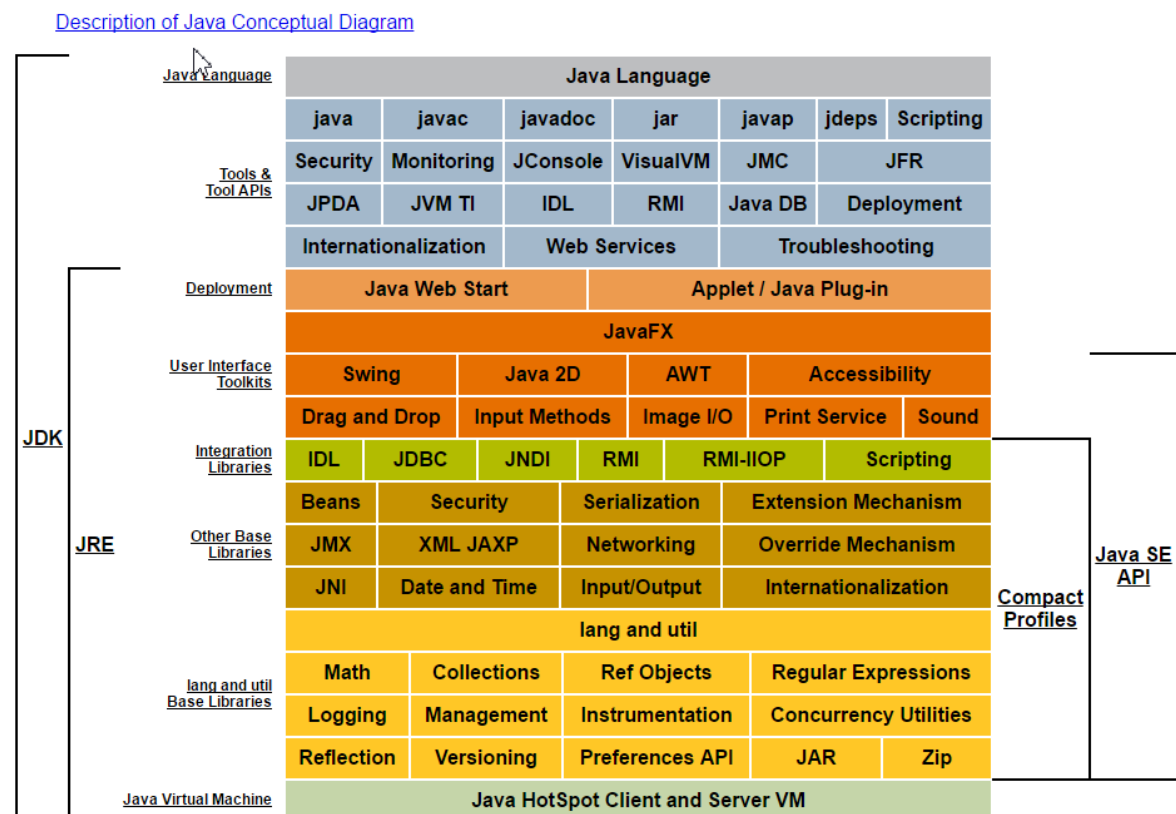 Description of Java Conceptual Diagram
Java Language
Java Language
java javac javadoc jar javap jdeps Scripting
Security Monitoring JConsole VisualVM JMC JFR
Tools &
Tool APIs
JPDA JVM TI IDL RMI Java DB Deployment
Internationalization Web Services Troubleshooting
Deployment
Java Web Start Applet / Java Plug-in
JavaFX
User Interface
Toolkits
Swing Java 2D AWT Accessibility
Drag and Drop Input Methods Image I/O Print Service Sound
JDK
Integration
Libraries
IDL JDBC JNDI RMI RMI-IIOP Scripting
Beans Security Serialization Extension Mechanism
JRE
Other Base
Libraries
JMX XML JAXP Networking Override Mechanism
Java SE
API
JNI Date and Time Input/Output Internationalization
Compact
Profiles
lang and util
lang and util
Base Libraries
Math Collections Ref Objects Regular Expressions
Logging Management Instrumentation Concurrency Utilities
Reflection Versioning Preferences API JAR Zip
Java Virtual Machine
Java HotSpot Client and Server VM